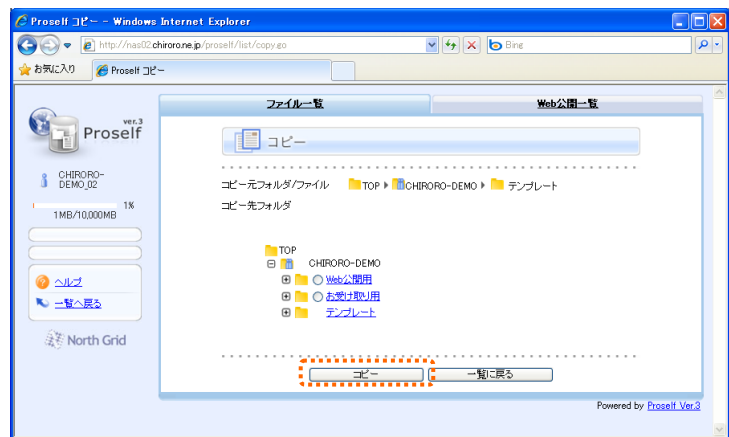 Proself コピー - Windows Internet Explorer
http://nas02.chirorone.jp/proself/list/copy.go
Bing
お気に入り
Proself コピー
ファイル一覧
Web公開一覧
ver.3
Proself
コピー
CHIRORO-
DEMO_02
1%
1MB/10,000MB
コピー元フォルダ/ファイル
TOP
CHIRORO-DEMO
テンプレート
コピー先フォルダ
TOP
CHIRORO-DEMO
Web公開用
お受け取り用
テンプレート
ヘルプ
一覧へ戻る
North Grid
コピー
一覧に戻る
Powered by Proself Ver.3